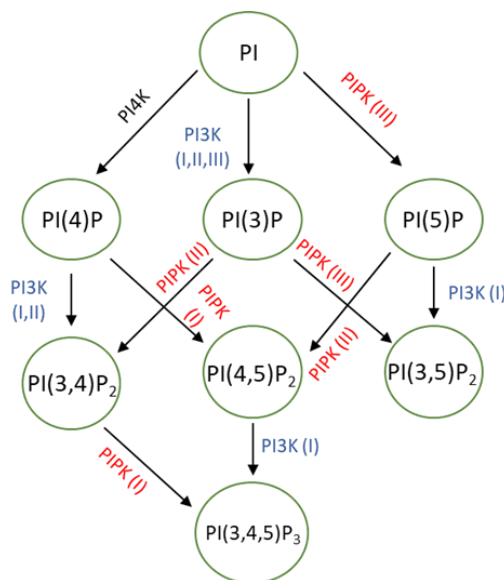 PI
PI4K
PI3K
(I,II,III)
PIPK (III)
PI(4)P
PI(3)P
PI(5)P
PI3K
(I,II)
PIPK (II)
PIPK
(I)
PIPK (III)
PIPK (II)
PI3K (I)
PI(3,4)P₂
PI(4,5)P₂
PI(3,5)P₂
PIPK (I)
PI3K (I)
PI(3,4,5)P₃